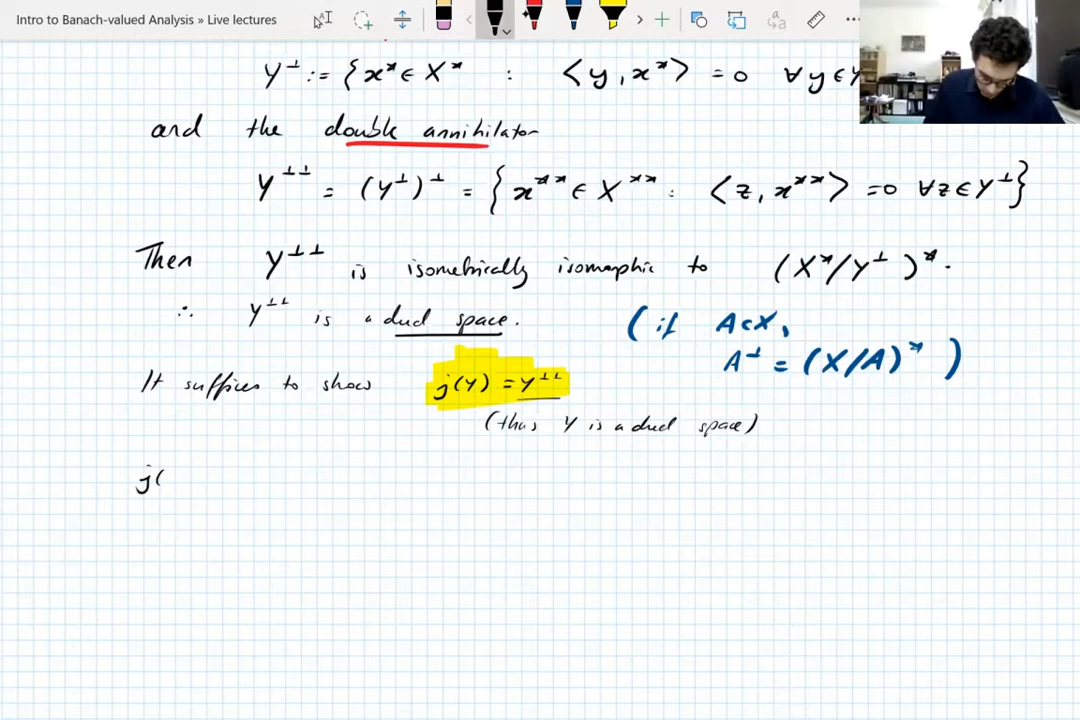 Intro to Banach-valued Analysis » Live lectures
Y⊥ := { x* ∈ X* : <y, x*> = 0 ∀ y ∈ Y
and the double annihilator
Y⊥⊥ = (Y⊥)⊥ = { x** ∈ X** : <z, x**> = 0 ∀ z ∈ Y⊥ }
Then Y⊥⊥ is isometrically isomorphic to (X*/Y⊥)*.
∴ Y⊥⊥ is a dual space. (if A⊂X,
A⊥ = (X/A)*)
It suffices to show j(Y) = Y⊥⊥
(thus Y is a dual space)
j(